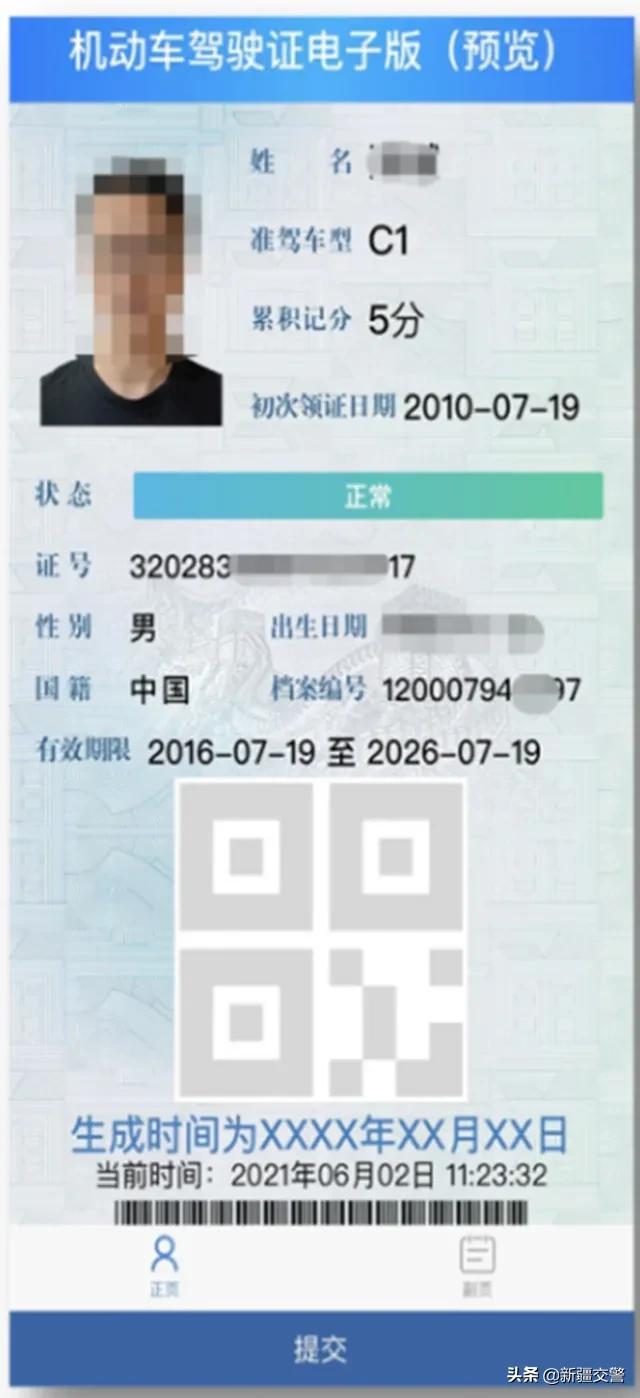 机动车驾驶证电子版（预览）
姓 名
准驾车型 C1
累积记分 5分
初次领证日期 2010-07-19
状态 正常
证号 320283 17
性别 男 出生日期
国籍 中国 档案编号 12000794 97
有效期限 2016-07-19 至 2026-07-19
生成时间为XXXX年XX月XX日
当前时间：2021年06月02日 11:23:32
正页 副页
提交
头条 @新疆交警